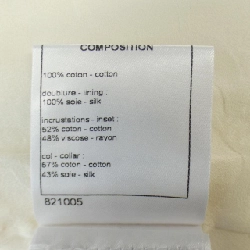 COMPOSITION
100% coton - cotton
doublure - lining :
100% soie - silk
incrustations - inset :
52% coton - cotton
48% viscose - rayon
col - collar :
67% coton - cotton
43% soie - silk
B21005